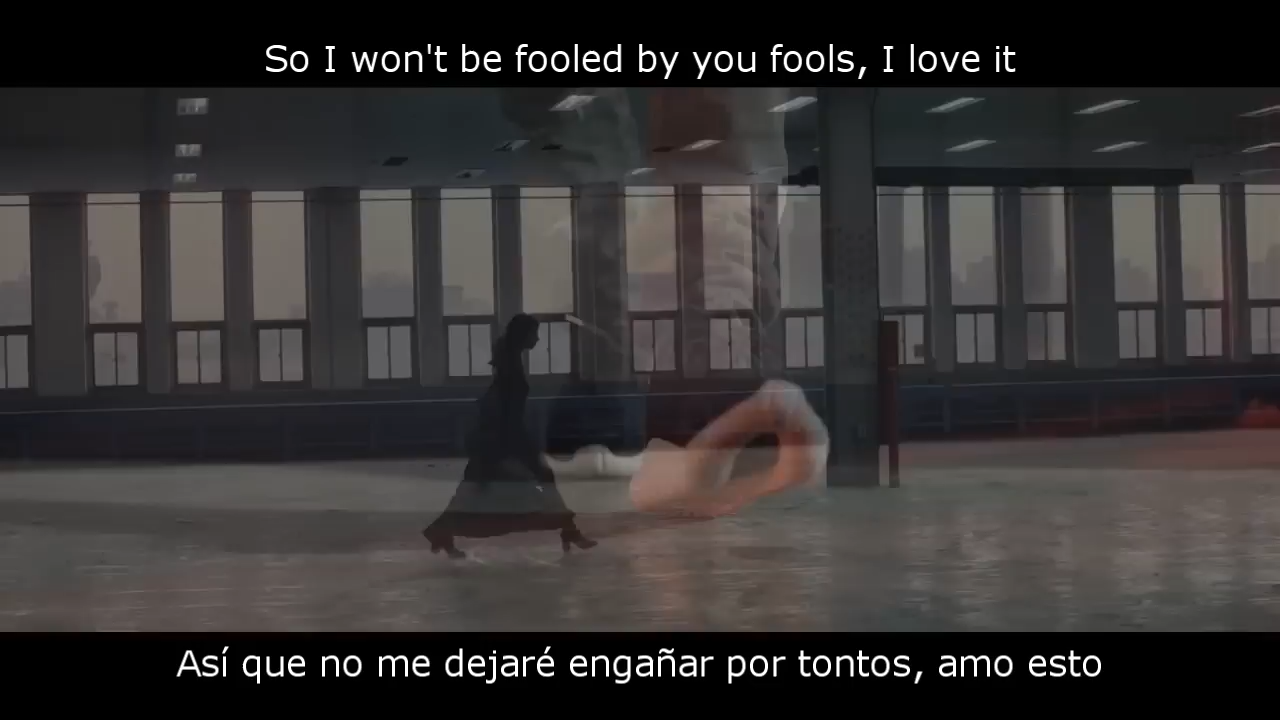 So I won't be fooled by you fools, I love it
Así que no me dejaré engañar por tontos, amo esto